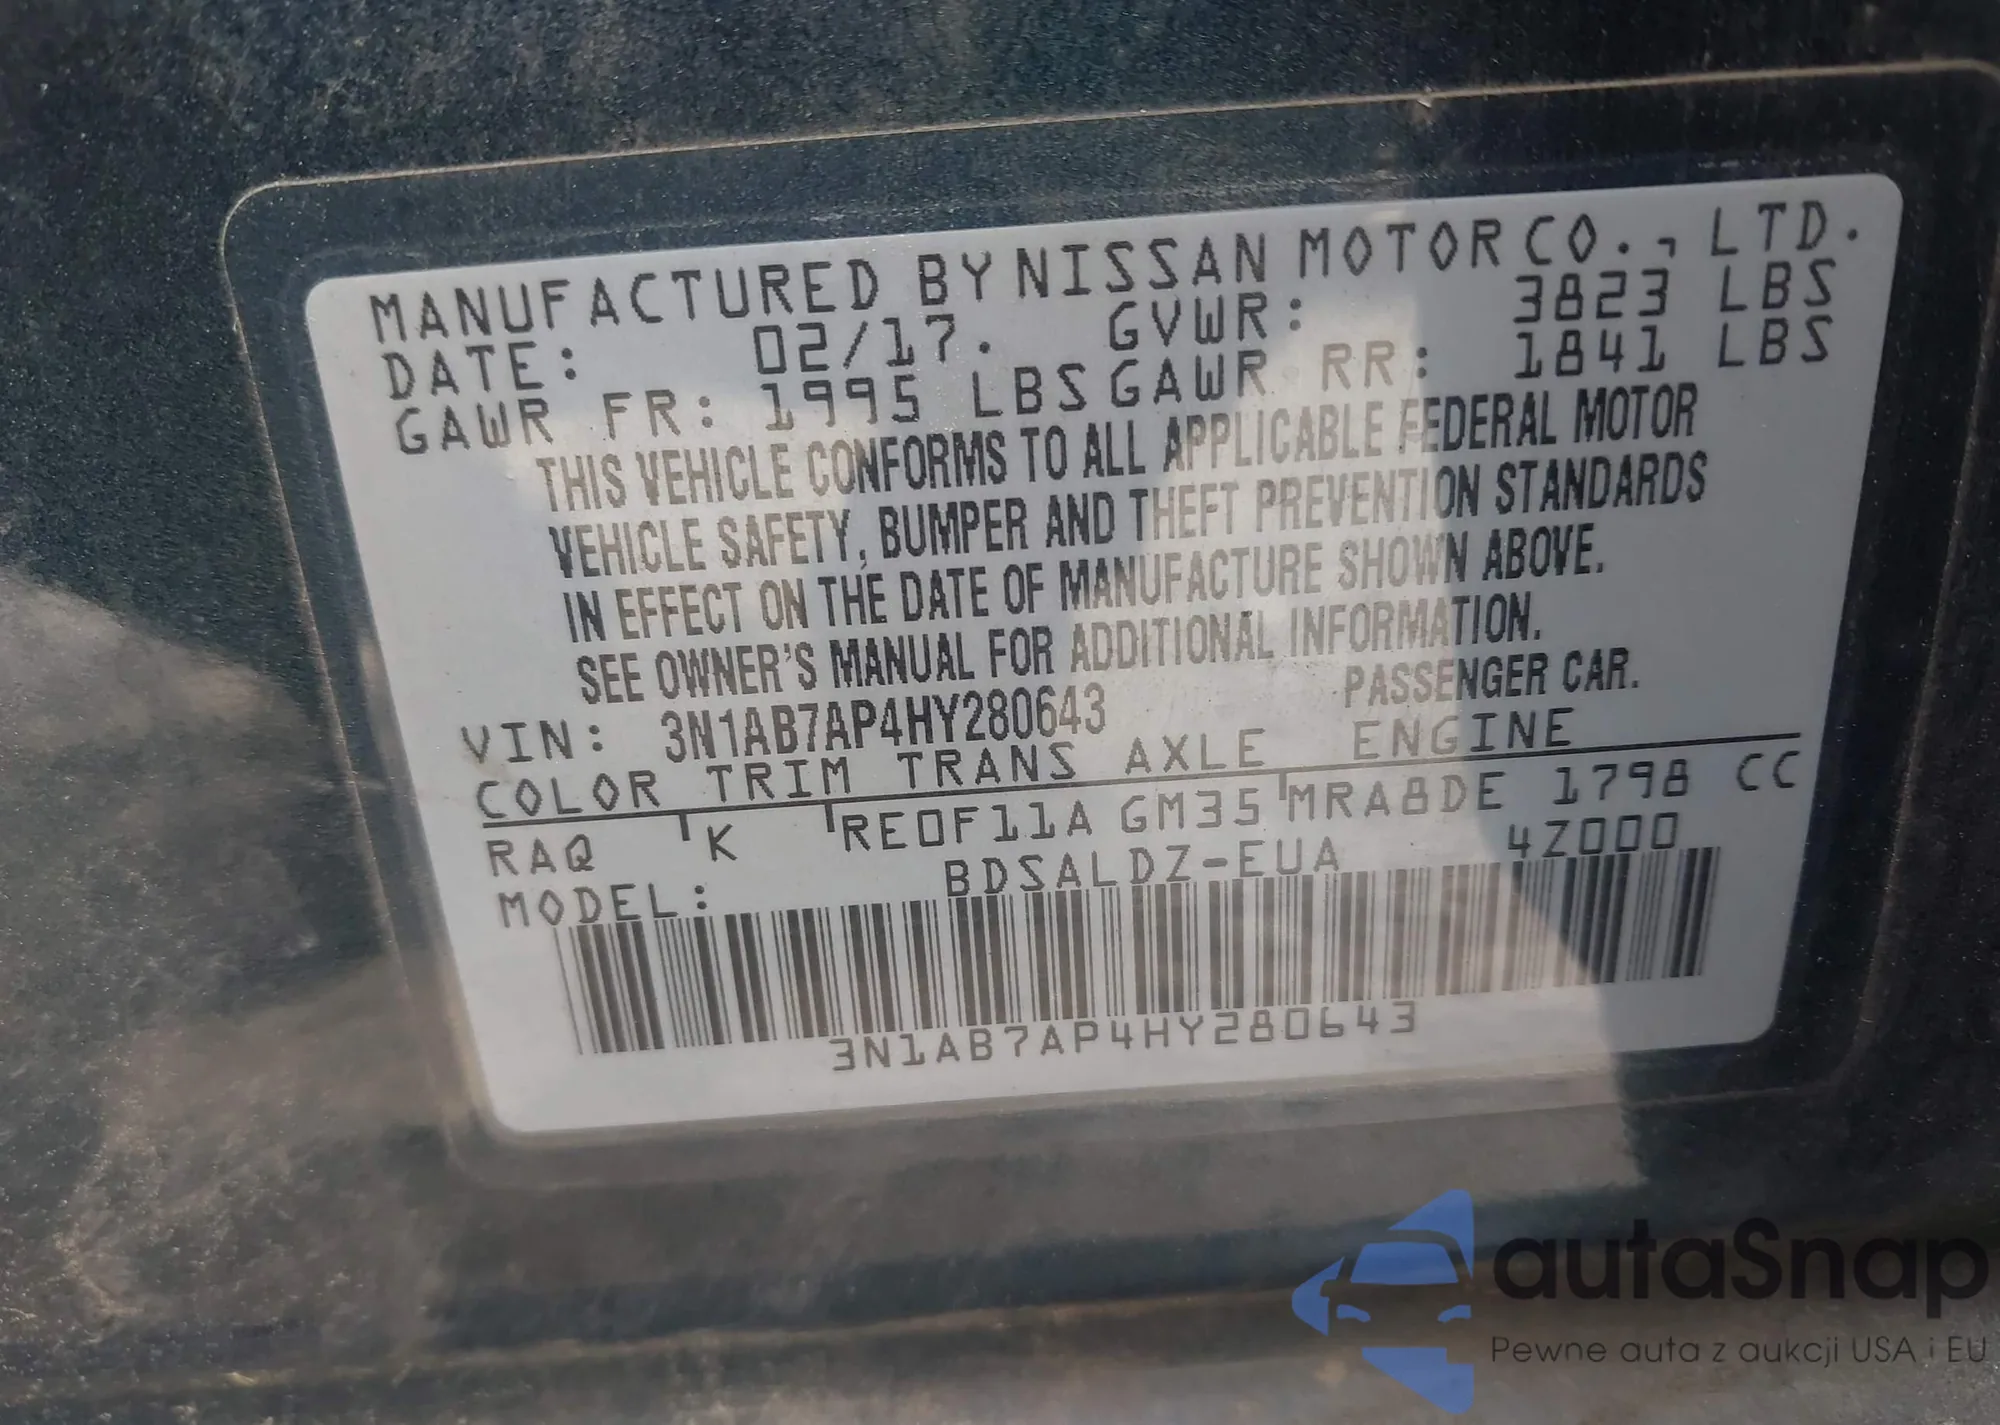 MANUFACTURED BY NISSAN MOTOR CO., LTD.
DATE: 02/17. GVWR: 3823 LBS
GAWR FR: 1995 LBS GAWR RR: 1841 LBS
THIS VEHICLE CONFORMS TO ALL APPLICABLE FEDERAL MOTOR
VEHICLE SAFETY, BUMPER AND THEFT PREVENTION STANDARDS
IN EFFECT ON THE DATE OF MANUFACTURE SHOWN ABOVE.
SEE OWNER'S MANUAL FOR ADDITIONAL INFORMATION.
VIN: 3N1AB7AP4HY280643 PASSENGER CAR.
COLOR TRIM TRANS AXLE ENGINE
RAQ K RE0F11A GM35 MRA8DE 1798 CC
MODEL: BDSALDZ-EUA 4Z000
3N1AB7AP4HY280643
autaSnap
Pewne auta z aukcji USA i EU